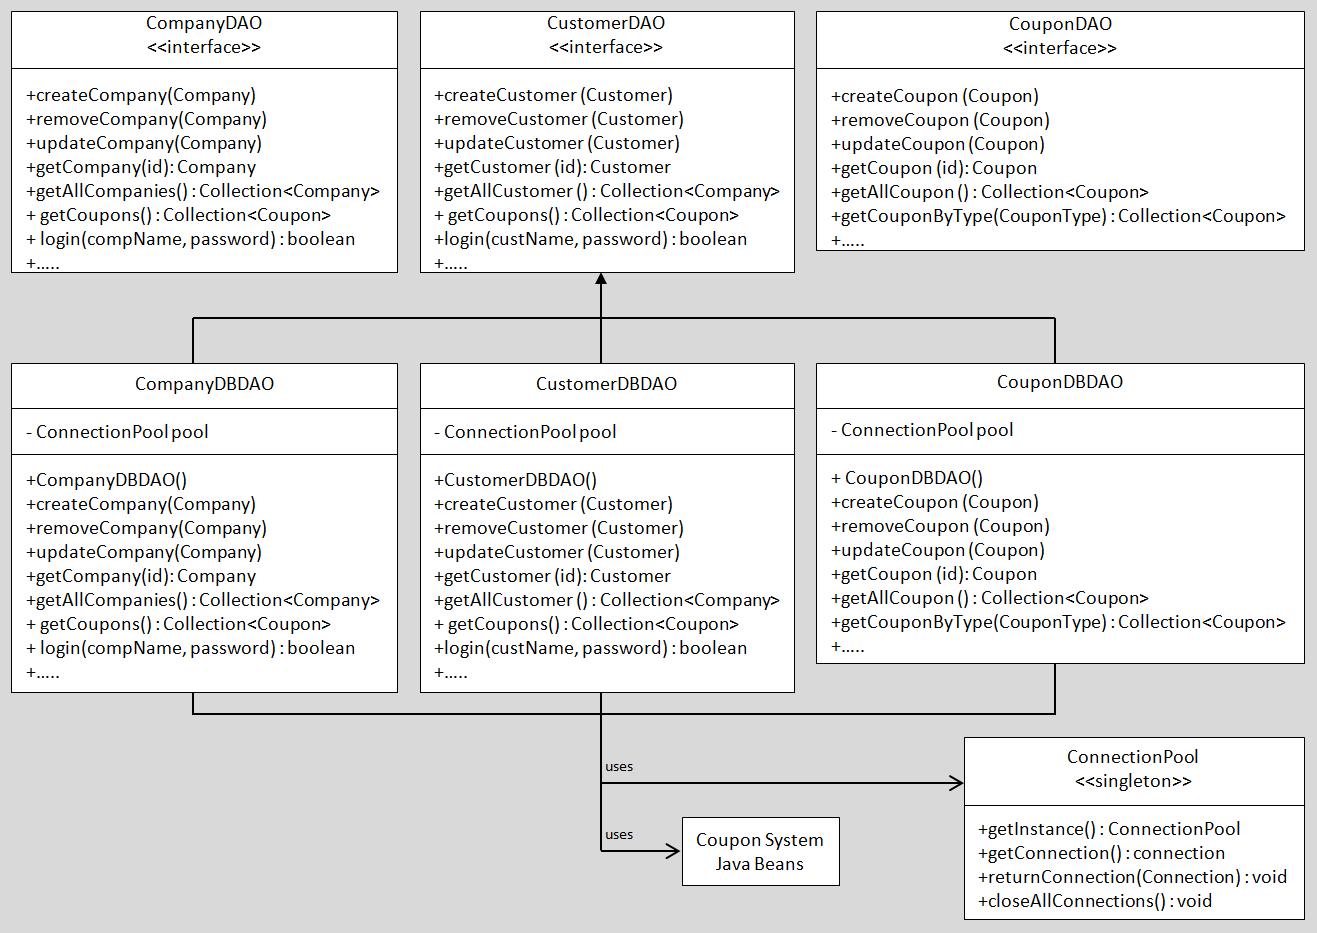 CompanyDAO
<<interface>>
+createCompany(Company)
+removeCompany(Company)
+updateCompany(Company)
+getCompany(id): Company
+getAllCompanies() : Collection<Company>
+ getCoupons() : Collection<Coupon>
+ login(compName, password) : boolean
+.....
CustomerDAO
<<interface>>
+createCustomer (Customer)
+removeCustomer (Customer)
+updateCustomer (Customer)
+getCustomer (id): Customer
+getAllCustomer () : Collection<Company>
+ getCoupons() : Collection<Coupon>
+login(custName, password) : boolean
+.....
CouponDAO
<<interface>>
+createCoupon (Coupon)
+removeCoupon (Coupon)
+updateCoupon (Coupon)
+getCoupon (id): Coupon
+getAllCoupon () : Collection<Coupon>
+getCouponByType(CouponType) : Collection<Coupon>
+.....
CompanyDBDAO
- ConnectionPool pool
+CompanyDBDAO()
+createCompany(Company)
+removeCompany(Company)
+updateCompany(Company)
+getCompany(id): Company
+getAllCompanies() : Collection<Company>
+ getCoupons() : Collection<Coupon>
+ login(compName, password) : boolean
+.....
CustomerDBDAO
- ConnectionPool pool
+CustomerDBDAO()
+createCustomer (Customer)
+removeCustomer (Customer)
+updateCustomer (Customer)
+getCustomer (id): Customer
+getAllCustomer () : Collection<Company>
+ getCoupons() : Collection<Coupon>
+login(custName, password) : boolean
+.....
CouponDBDAO
- ConnectionPool pool
+ CouponDBDAO()
+createCoupon (Coupon)
+removeCoupon (Coupon)
+updateCoupon (Coupon)
+getCoupon (id): Coupon
+getAllCoupon () : Collection<Coupon>
+getCouponByType(CouponType) : Collection<Coupon>
+.....
uses
uses
Coupon System
Java Beans
ConnectionPool
<<singleton>>
+getInstance() : ConnectionPool
+getConnection() : connection
+returnConnection(Connection) : void
+closeAllConnections() : void